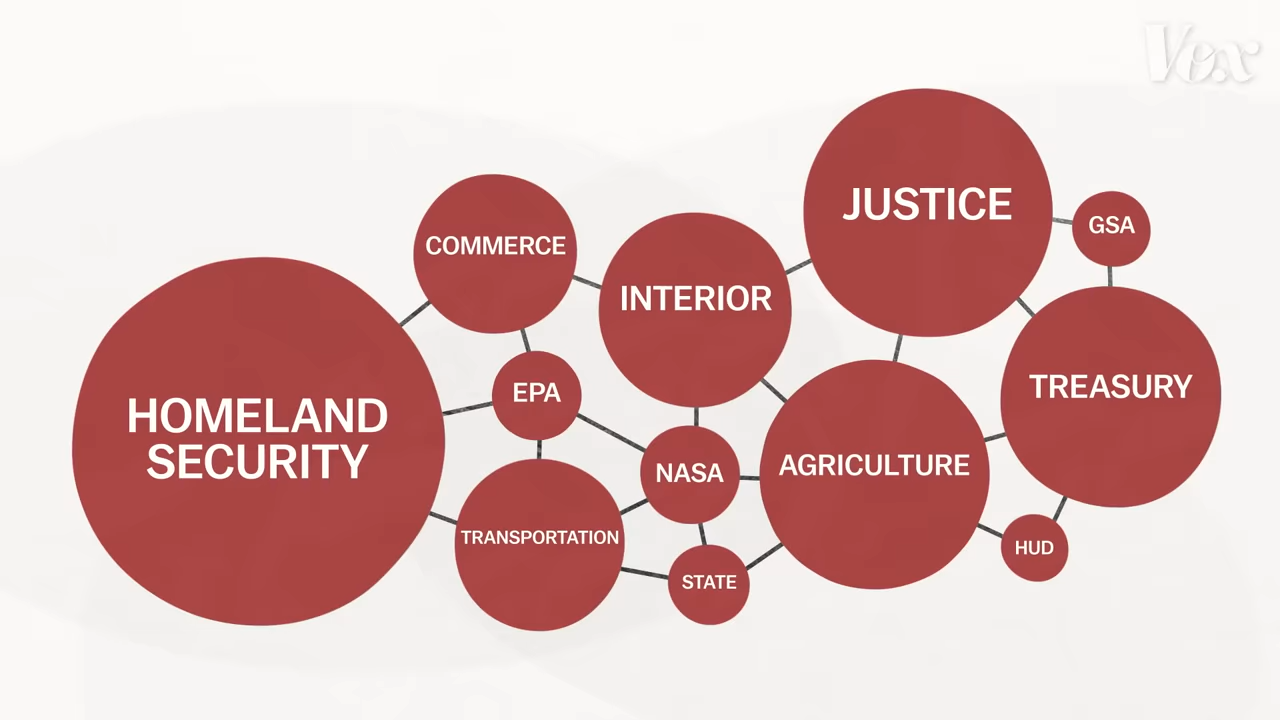 Vox
JUSTICE
GSA
COMMERCE
INTERIOR
TREASURY
EPA
HOMELAND
SECURITY
NASA
AGRICULTURE
TRANSPORTATION
STATE
HUD